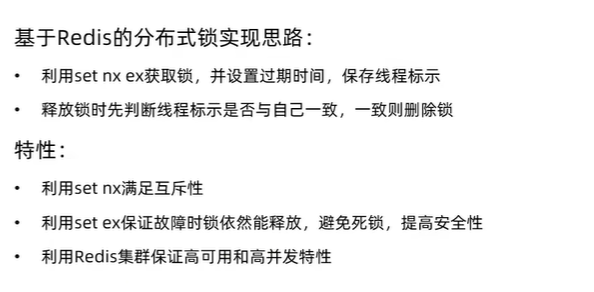 基于Redis的分布式锁实现思路：
• 利用set nx ex获取锁，并设置过期时间，保存线程标示
• 释放锁时先判断线程标示是否与自己一致，一致则删除锁
特性：
• 利用set nx满足互斥性
• 利用set ex保证故障时锁依然能释放，避免死锁，提高安全性
• 利用Redis集群保证高可用和高并发特性